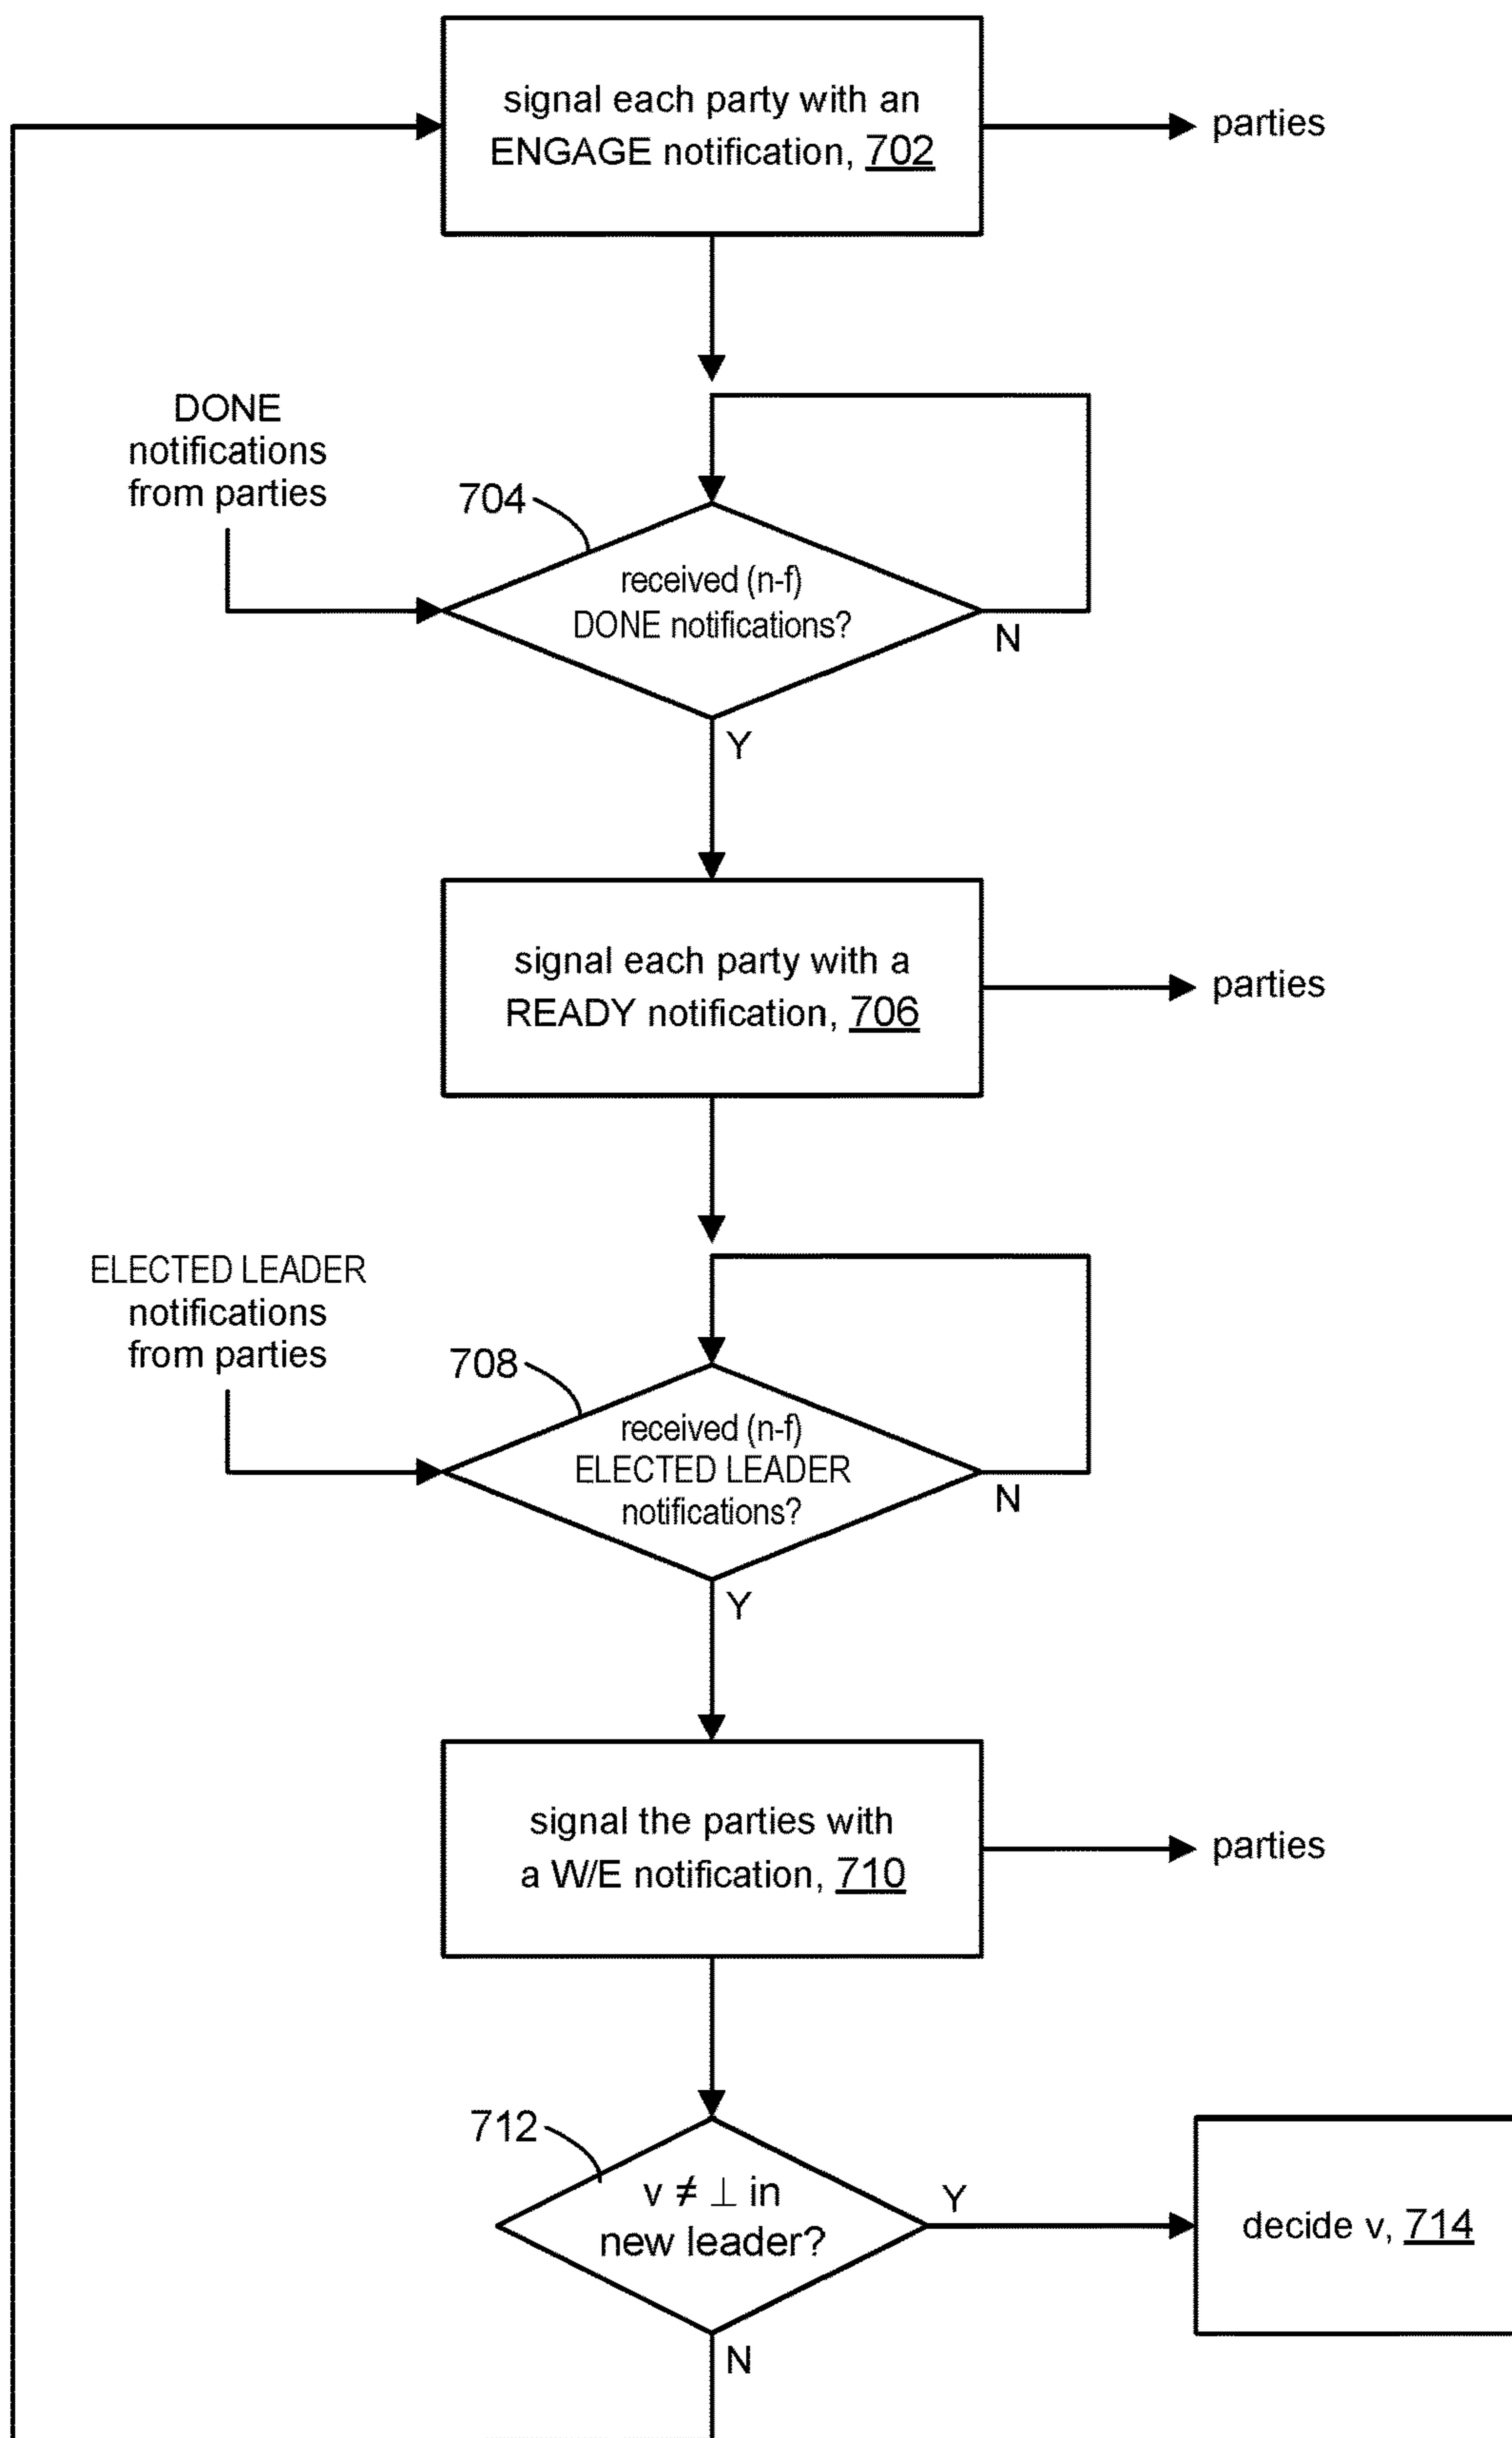 signal each party with an
ENGAGE notification, 702
parties
DONE
notifications
from parties
704
received (n-f)
DONE notifications?
N
Y
signal each party with a
READY notification, 706
parties
ELECTED LEADER
notifications
from parties
708
received (n-f)
ELECTED LEADER
notifications?
N
Y
signal the parties with
a W/E notification, 710
parties
712
v ≠ ⊥ in
new leader?
Y
decide v, 714
N